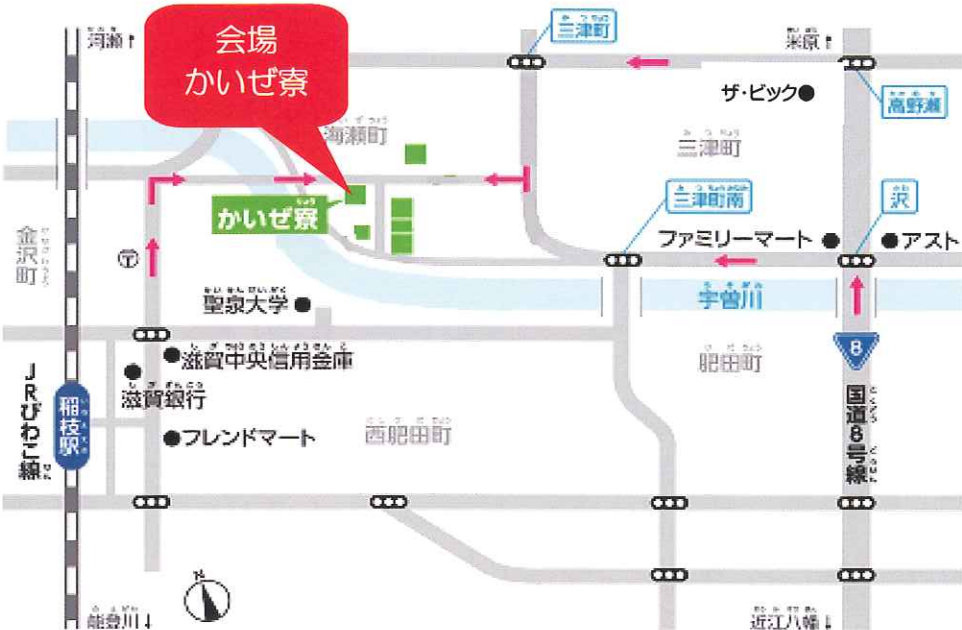 河瀬↑
会場
かいぜ寮
三津町
米原↑
ザ・ビック
高野瀬
海瀬町
三津町
かいぜ寮
三津町南
沢
ファミリーマート
アスト
金沢町
〒
聖泉大学
宇曽川
滋賀中央信用金庫
肥田町
8
滋賀銀行
JRびわこ線
稲枝駅
フレンドマート
西肥田町
国道8号線
N
能登川↓
近江八幡↓